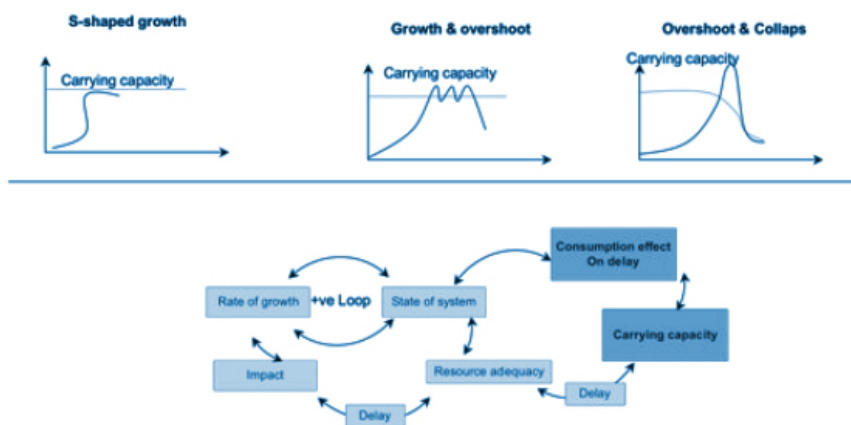 S-shaped growth
Growth & overshoot
Overshoot & Collaps
Carrying capacity
Carrying capacity
Carrying capacity
Consumption effect
On delay
Rate of growth
+ve Loop
State of system
Carrying capacity
Impact
Resource adequacy
Delay
Delay